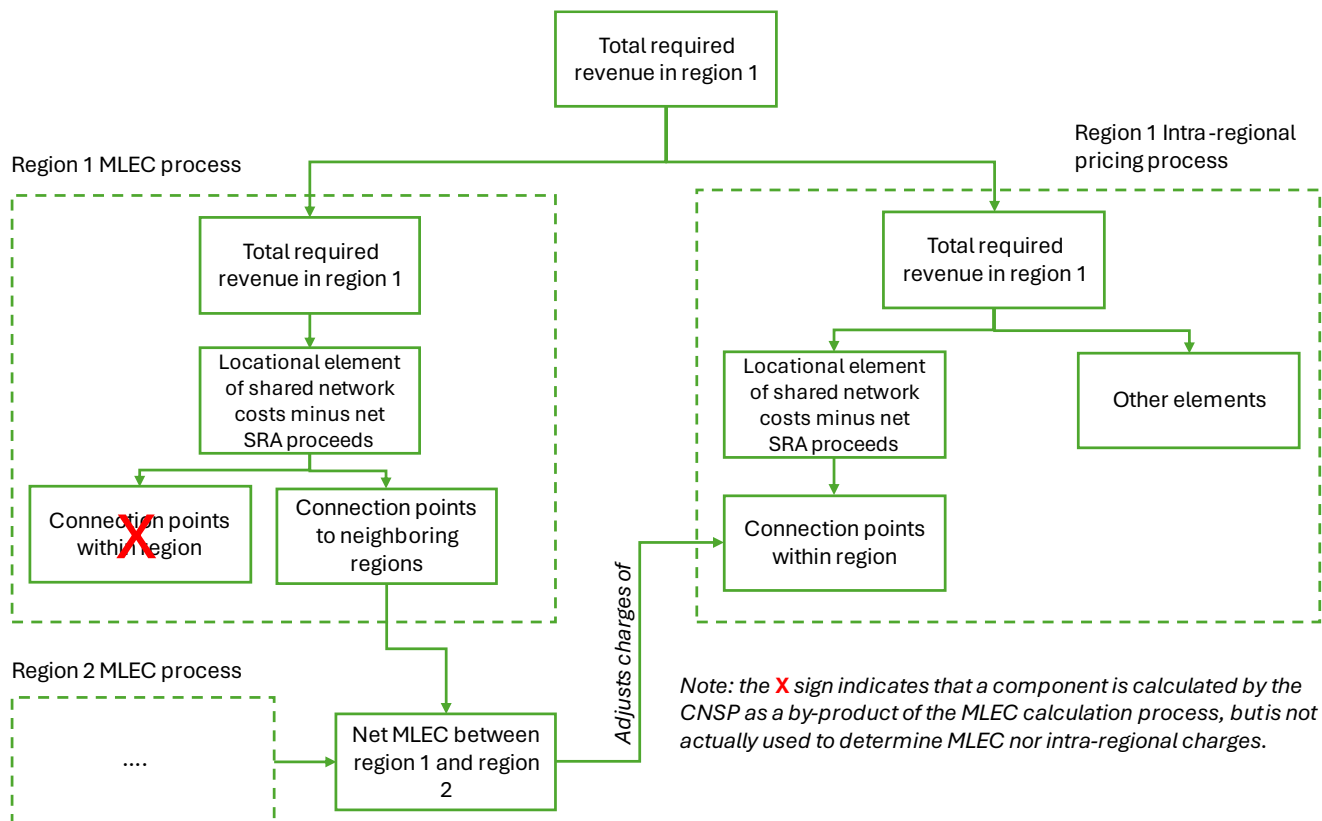 Total required
revenue in region 1
Region 1 MLEC process
Region 1 Intra-regional
pricing process
Total required
revenue in region 1
Total required
revenue in region 1
Locational element
of shared network
costs minus net
SRA proceeds
Locational element
of shared network
costs minus net
SRA proceeds
Other elements
Connection points
within region
X
Connection points
to neighboring
regions
Connection points
within region
Adjusts charges of
Region 2 MLEC process
....
Net MLEC between
region 1 and region
2
Note: the X sign indicates that a component is calculated by the
CNSP as a by-product of the MLEC calculation process, but is not
actually used to determine MLEC nor intra-regional charges.